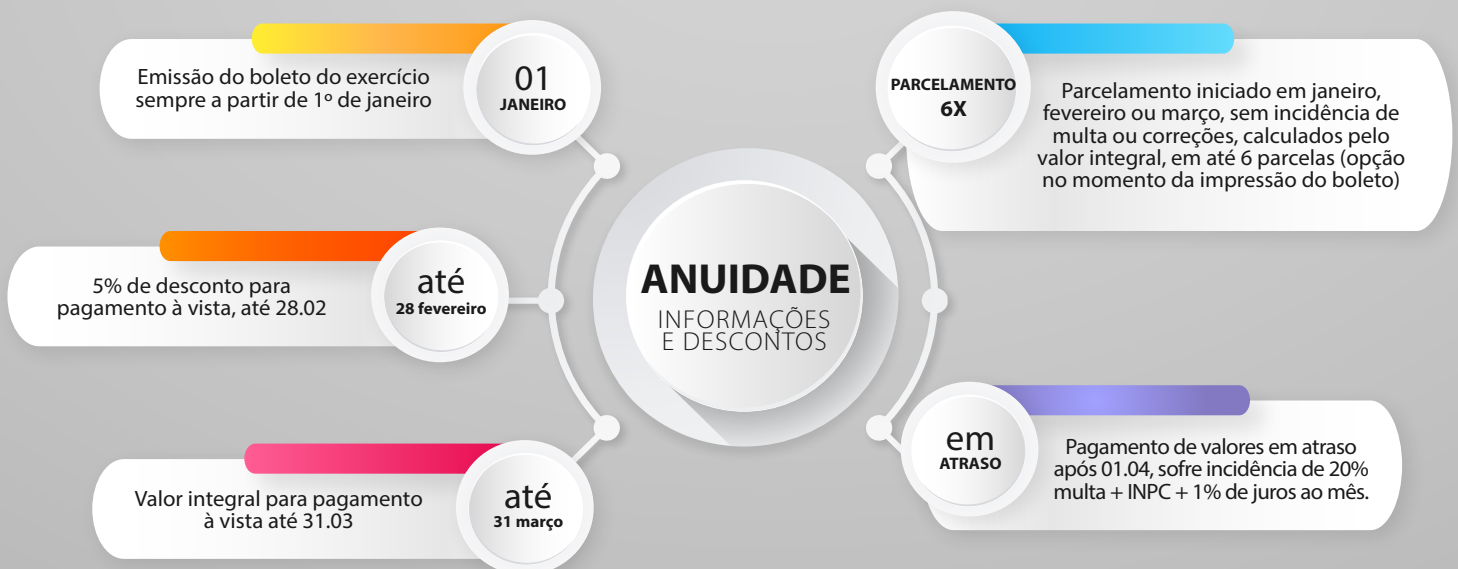 ANUIDADE
INFORMAÇÕES
E DESCONTOS
01
JANEIRO
Emissão do boleto do exercício
sempre a partir de 1º de janeiro
até
28 fevereiro
5% de desconto para
pagamento à vista, até 28.02
até
31 março
Valor integral para pagamento
à vista até 31.03
PARCELAMENTO
6X
Parcelamento iniciado em janeiro,
fevereiro ou março, sem incidência de
multa ou correções, calculados pelo
valor integral, em até 6 parcelas (opção
no momento da impressão do boleto)
em
ATRASO
Pagamento de valores em atraso
após 01.04, sofre incidência de 20%
multa + INPC + 1% de juros ao mês.